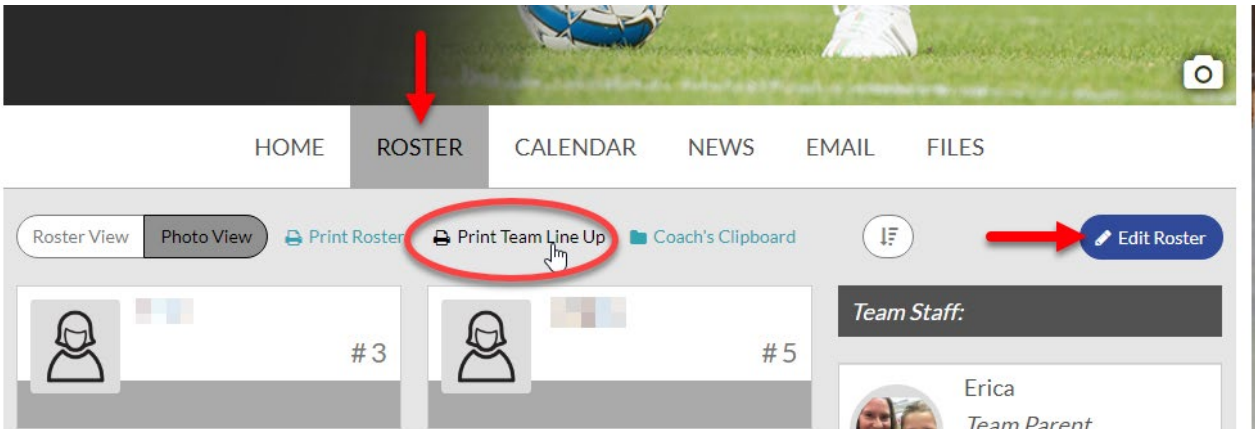 HOME ROSTER CALENDAR NEWS EMAIL FILES
Roster View Photo View Print Roster Print Team Line Up Coach's Clipboard Edit Roster
#3 #5 Team Staff:
Erica
Team Parent